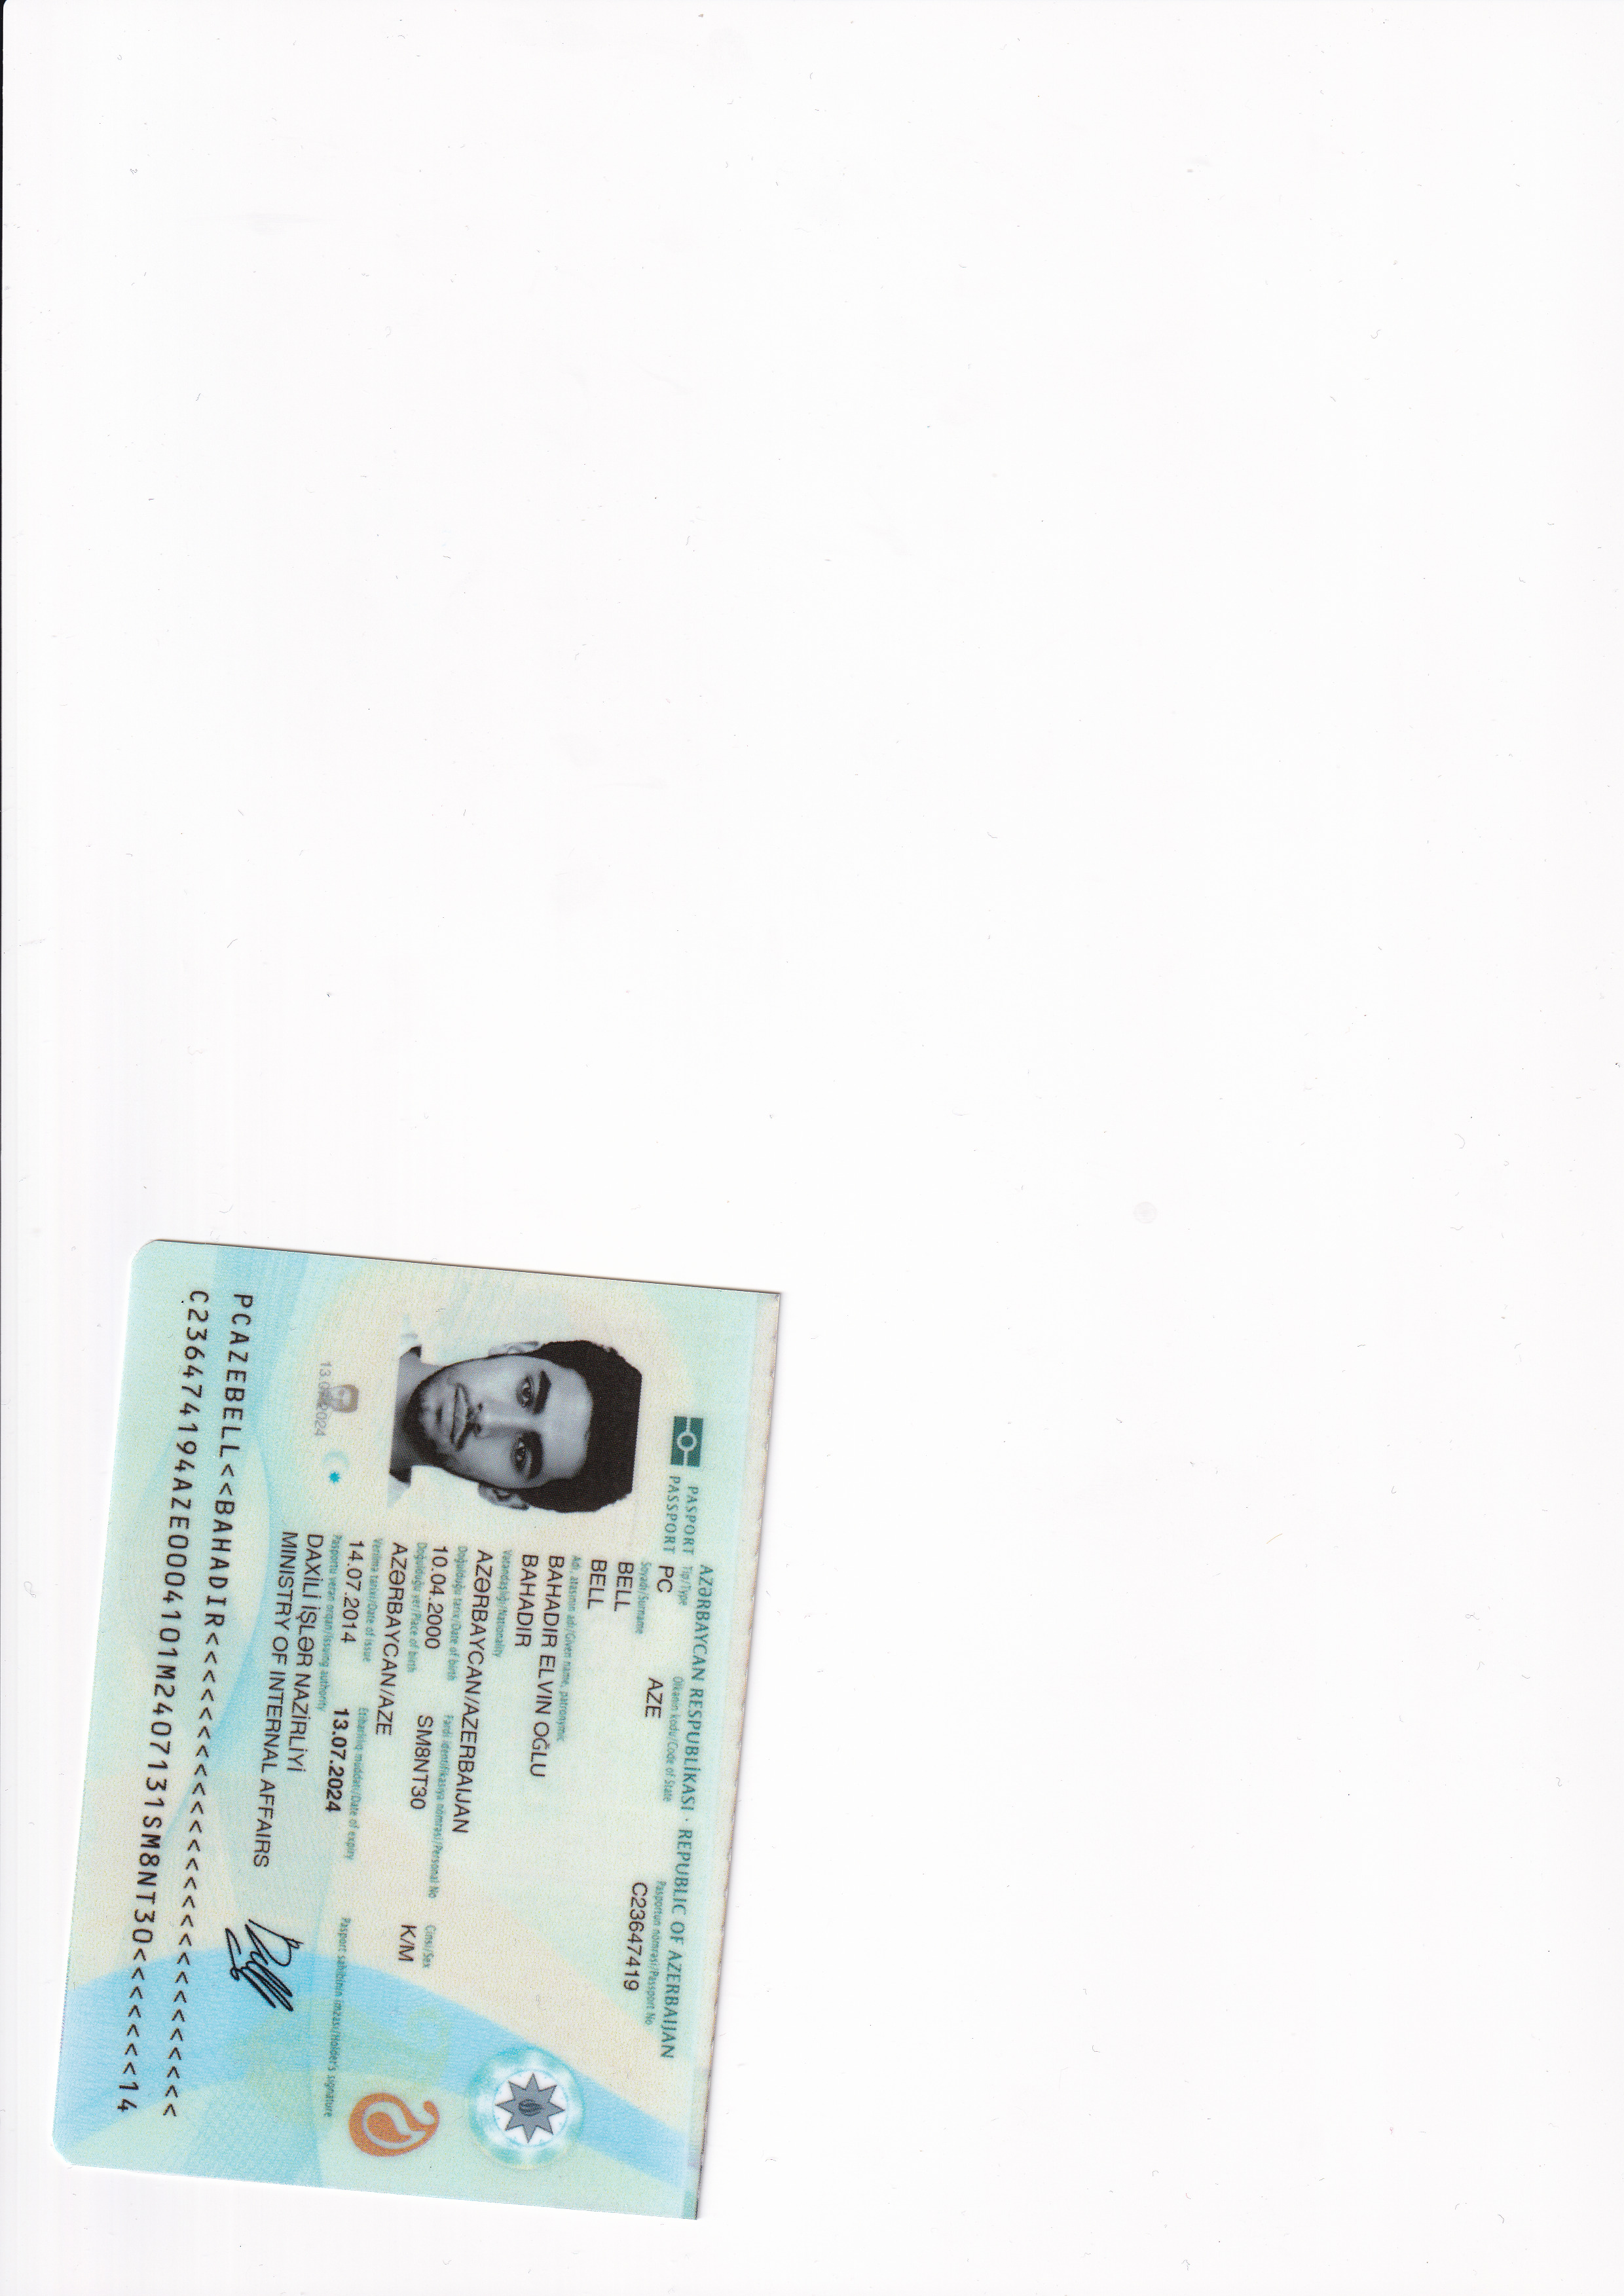 AZƏRBAYCAN RESPUBLİKASI · REPUBLIC OF AZERBAIJAN
PASPORT Tip/Type Ölkənin kodu/Code of State Pasportun nömrəsi/Passport No
PASSPORT PC AZE C23647419
Soyadı/Surname
BELL
BELL
Adı, atasının adı/Given name, patronymic
BAHADIR ELVIN OĞLU
BAHADIR
Vətəndaşlığı/Nationality
AZƏRBAYCAN/AZERBAIJAN
Doğulduğu tarix/Date of birth Fərdi identifikasiya nömrəsi/Personal No Cinsi/Sex
10.04.2000 SM8NT30 K/M
Doğulduğu yer/Place of birth
AZƏRBAYCAN/AZE
Verilmə tarixi/Date of issue Etibarlılıq müddəti/Date of expiry Pasport sahibinin imzası/Holder's signature
14.07.2014 13.07.2024
Pasportu verən orqan/Issuing authority
DAXİLİ İŞLƏR NAZİRLİYİ
MINISTRY OF INTERNAL AFFAIRS
PCAZEBELL<<BAHADIR<<<<<<<<<<<<<<<<<<<<<<<<<<
C236474194AZE0004101M2407131SM8NT30<<<<<<<14